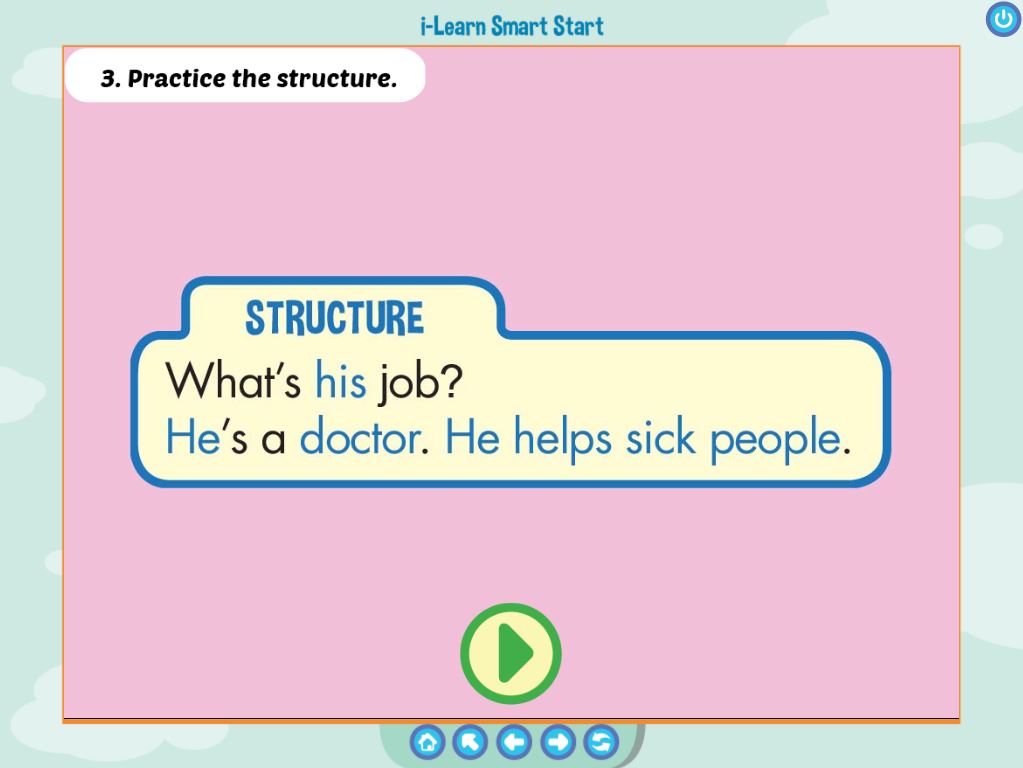 i-Learn Smart Start
3. Practice the structure.
STRUCTURE
What's his job?
He's a doctor. He helps sick people.